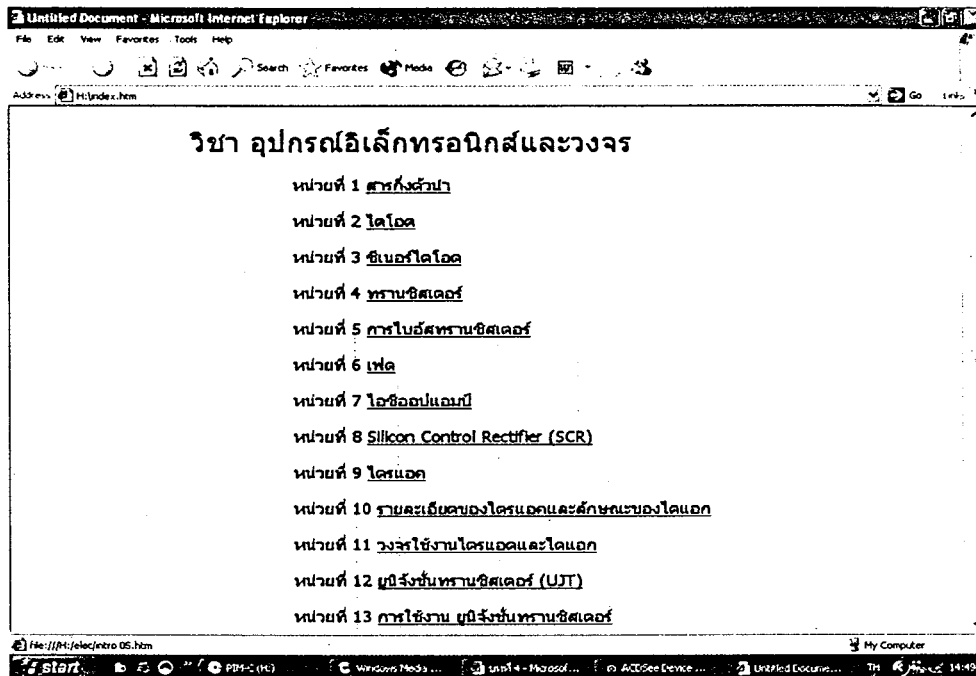 Untitled Document - Microsoft Internet Explorer
File Edit View Favorites Tools Help
Search Favorites Media
Address H:\index.htm Go Links
วิชา อุปกรณ์อิเล็กทรอนิกส์และวงจร
หน่วยที่ 1 สารกึ่งตัวนำ
หน่วยที่ 2 ไดโอด
หน่วยที่ 3 ซีเนอร์ไดโอด
หน่วยที่ 4 ทรานซิสเตอร์
หน่วยที่ 5 การไบอัสทรานซิสเตอร์
หน่วยที่ 6 เฟต
หน่วยที่ 7 ไอซีออปแอมป์
หน่วยที่ 8 Silicon Control Rectifier (SCR)
หน่วยที่ 9 ไตรแอค
หน่วยที่ 10 รายละเอียดของไตรแอคและลักษณะของไดแอก
หน่วยที่ 11 วงจรใช้งานไตรแอคและไดแอก
หน่วยที่ 12 ยูนิจังชั่นทรานซิสเตอร์ (UJT)
หน่วยที่ 13 การใช้งาน ยูนิจังชั่นทรานซิสเตอร์
file:///H:/elec/intro 05.htm My Computer
start PIM-C (H:) Windows Media ... บทที่ 4 - Microsof... ACDSee Device ... Untitled Docume... TH 14:49